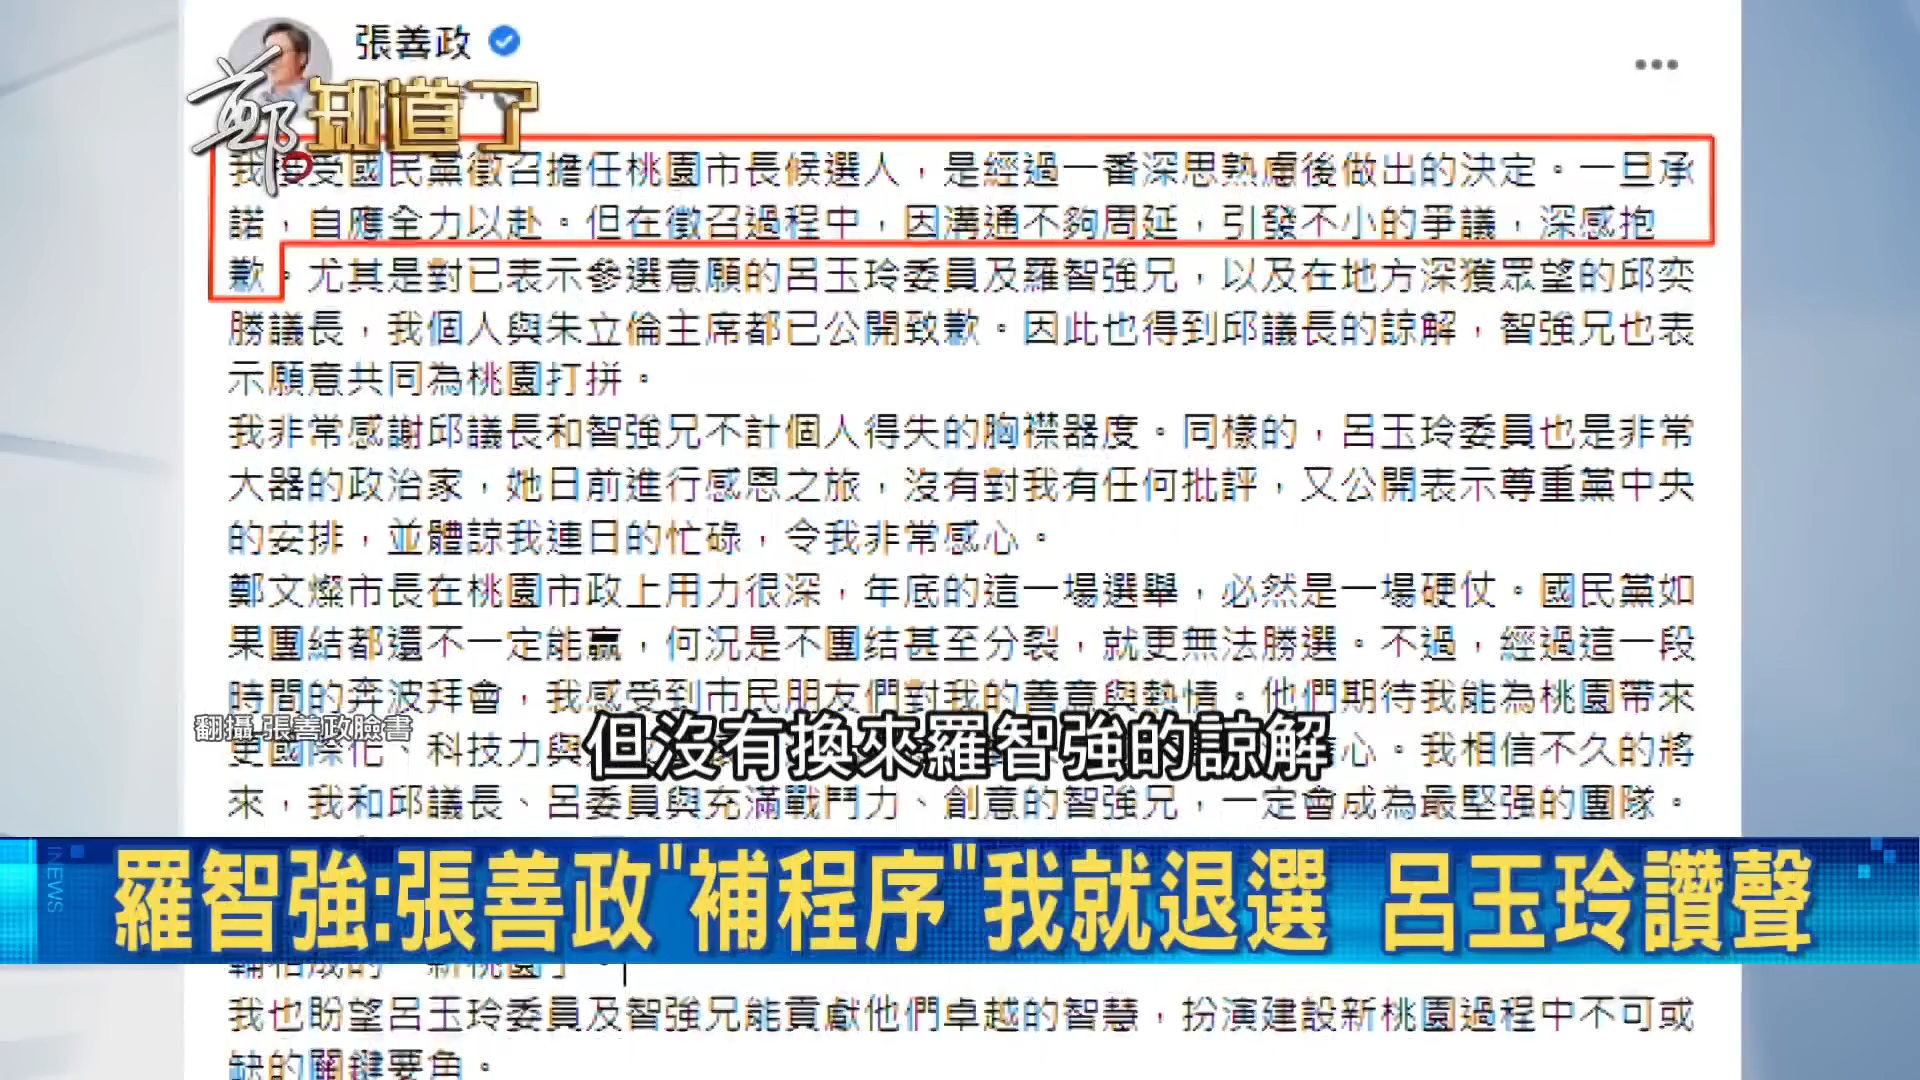 張善政
鄭知道了
我接受國民黨徵召擔任桃園市長候選人，是經過一番深思熟慮後做出的決定。一旦承
諾，自應全力以赴。但在徵召過程中，因溝通不夠周延，引發不小的爭議，深感抱
歉。尤其是對已表示參選意願的呂玉玲委員及羅智強兄，以及在地方深獲眾望的邱奕
勝議長，我個人與朱立倫主席都已公開致歉。因此也得到邱議長的諒解，智強兄也表
示願意共同為桃園打拼。
我非常感謝邱議長和智強兄不計個人得失的胸襟器度。同樣的，呂玉玲委員也是非常
大器的政治家，她日前進行感恩之旅，沒有對我有任何批評，又公開表示尊重黨中央
的安排，並體諒我連日的忙碌，令我非常感心。
鄭文燦市長在桃園市政上用力很深，年底的這一場選舉，必然是一場硬仗。國民黨如
果團結都還不一定能贏，何況是不團結甚至分裂，就更無法勝選。不過，經過這一段
時間的奔波拜會，我感受到市民朋友們對我的善意與熱情。他們期待我能為桃園帶來
翻攝 張善政臉書
更國際化、科技力與
心。我相信不久的將
但沒有換來羅智強的諒解
來，我和邱議長、呂委員與充滿戰鬥力、創意的智強兄，一定會成為最堅强的團隊。
iNEWS
羅智強:張善政"補程序"我就退選 呂玉玲讚聲
輔相成的「新桃園」。
我也盼望呂玉玲委員及智強兄能貢獻他們卓越的智慧，扮演建設新桃園過程中不可或
缺的關鍵要角。